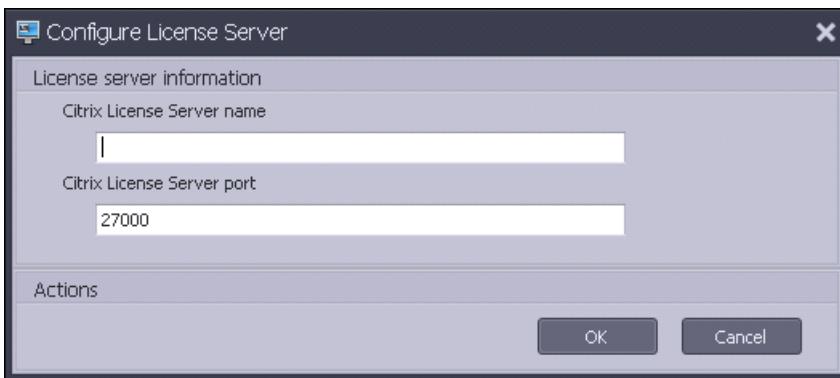 Configure License Server
License server information
Citrix License Server name
Citrix License Server port
27000
Actions
OK Cancel